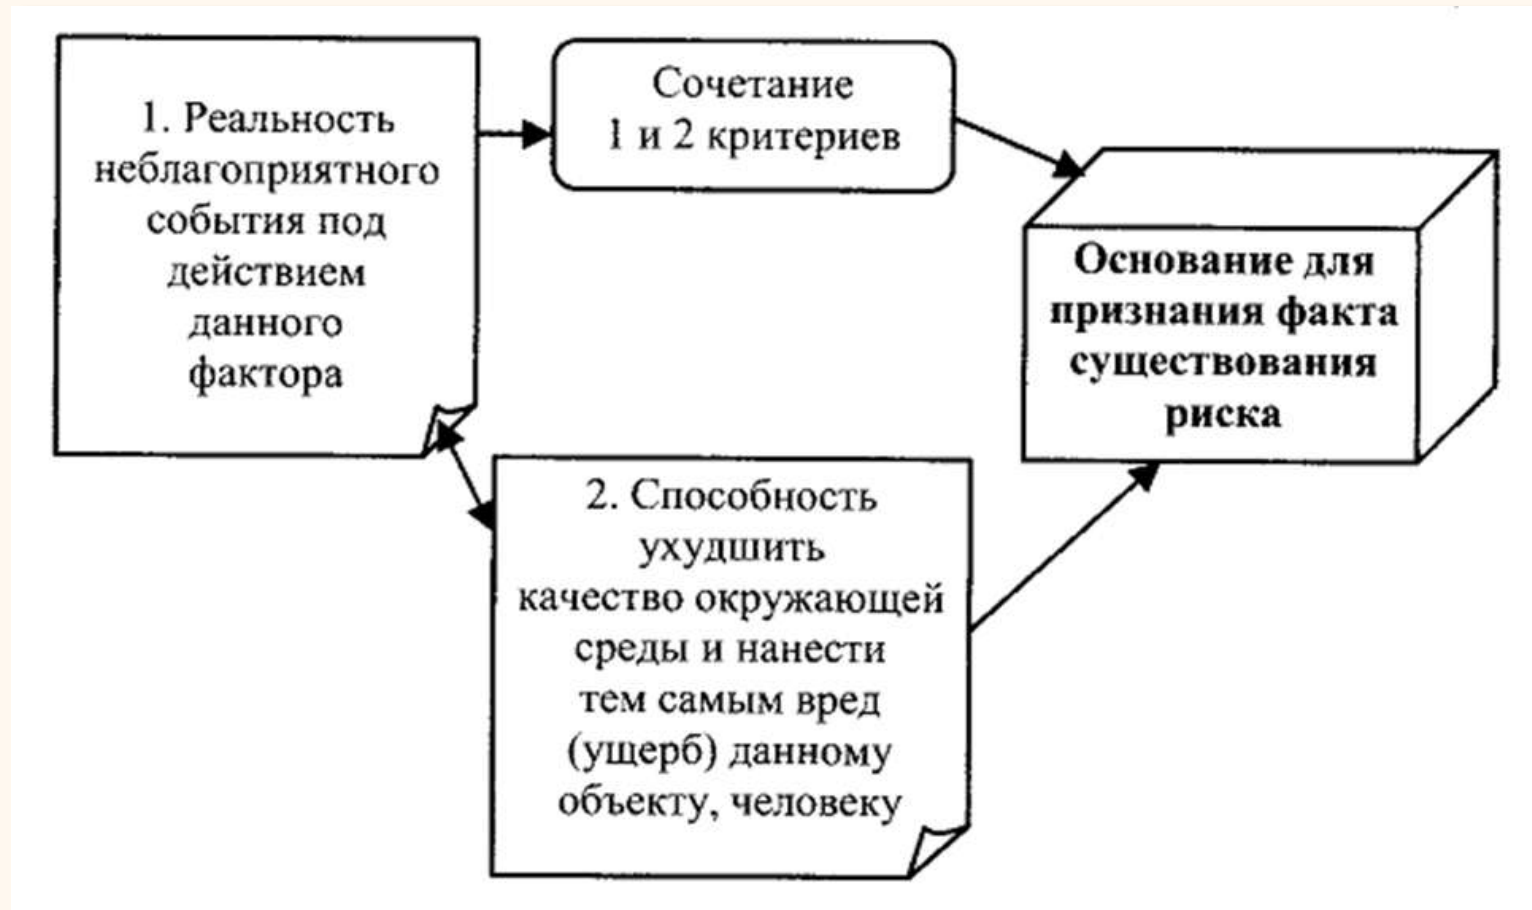 1. Реальность
неблагоприятного
события под
действием
данного
фактора
Сочетание
1 и 2 критериев
Основание для
признания факта
существования
риска
2. Способность
ухудшить
качество окружающей
среды и нанести
тем самым вред
(ущерб) данному
объекту, человеку